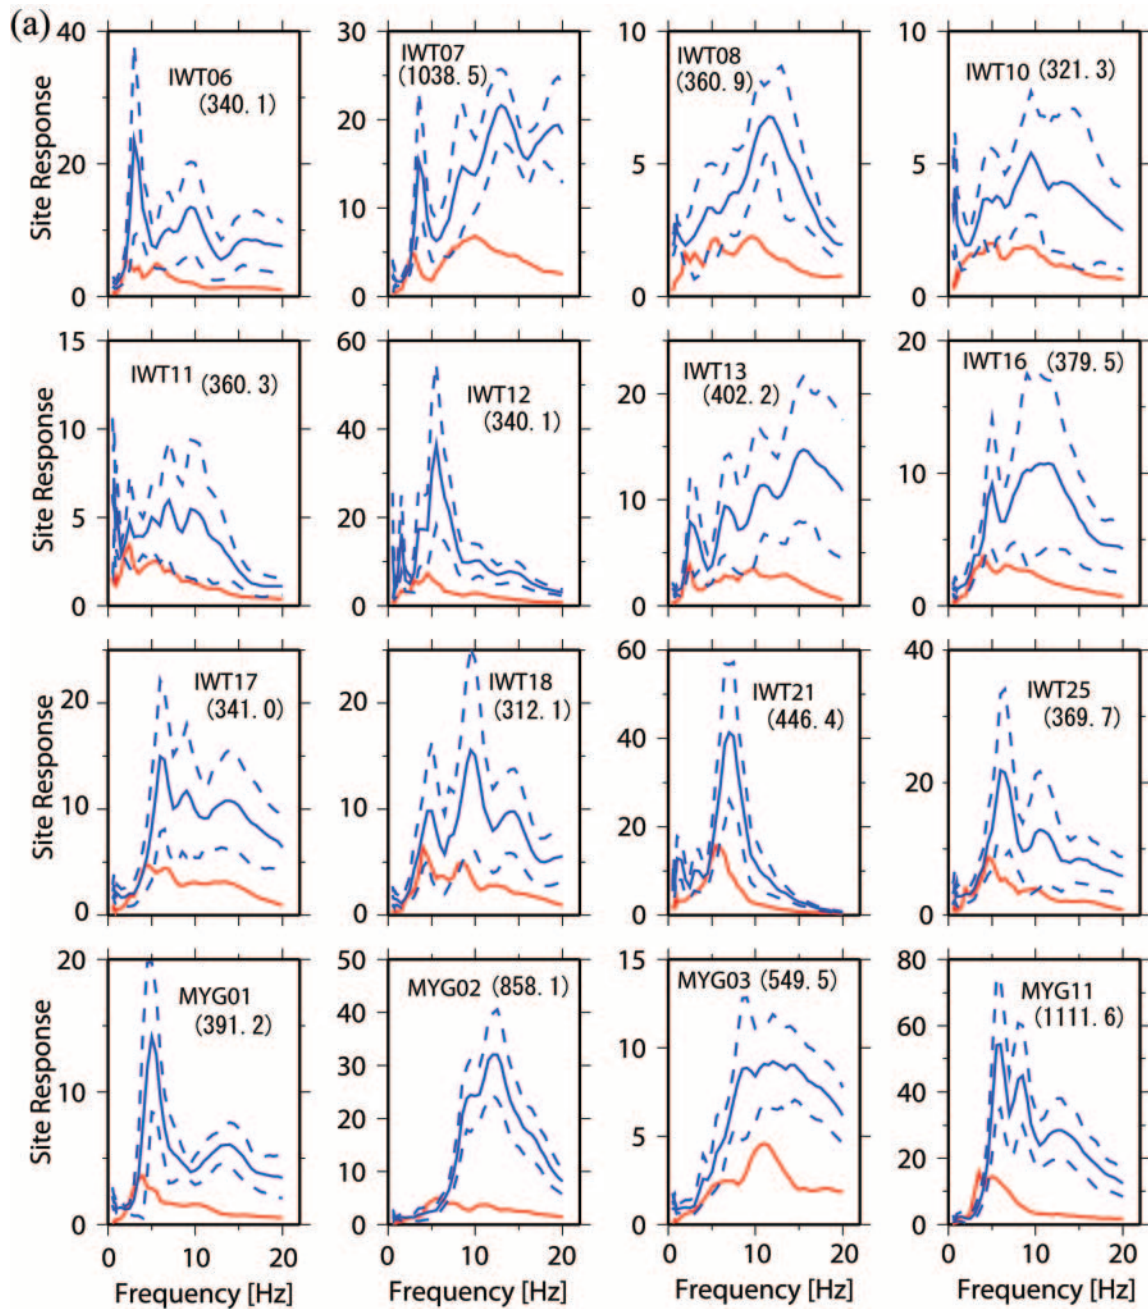 (a)
40
20
0
Site Response
IWT06
(340.1)
30
25
20
15
10
5
0
IWT07
(1038.5)
10
5
0
IWT08
(360.9)
10
5
0
IWT10 (321.3)
15
10
5
0
Site Response
IWT11 (360.3)
60
50
40
30
20
10
0
IWT12
(340.1)
20
10
0
IWT13
(402.2)
20
10
0
IWT16 (379.5)
20
10
0
Site Response
IWT17
(341.0)
20
10
0
IWT18
(312.1)
60
40
20
0
IWT21
(446.4)
40
20
0
IWT25
(369.7)
20
10
0
Site Response
MYG01
(391.2)
0 10 20
Frequency [Hz]
50
40
30
20
10
0
MYG02 (858.1)
0 10 20
Frequency [Hz]
15
10
5
0
MYG03 (549.5)
0 10 20
Frequency [Hz]
80
60
40
20
0
MYG11
(1111.6)
0 10 20
Frequency [Hz]